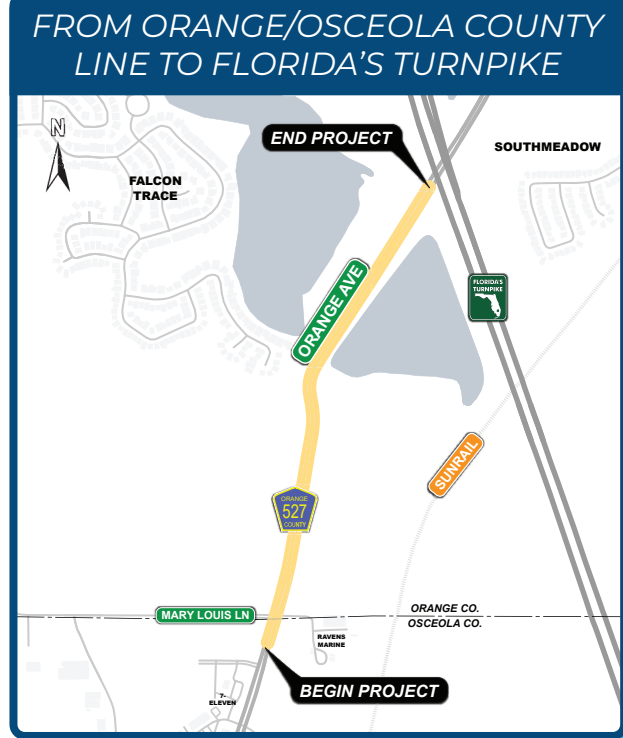 FROM ORANGE/OSCEOLA COUNTY
LINE TO FLORIDA'S TURNPIKE
N
END PROJECT
SOUTHMEADOW
FALCON
TRACE
FLORIDA'S
TURNPIKE
ORANGE AVE
SUNRAIL
ORANGE
527
COUNTY
MARY LOUIS LN
ORANGE CO.
OSCEOLA CO.
RAVENS
MARINE
BEGIN PROJECT
7-
ELEVEN